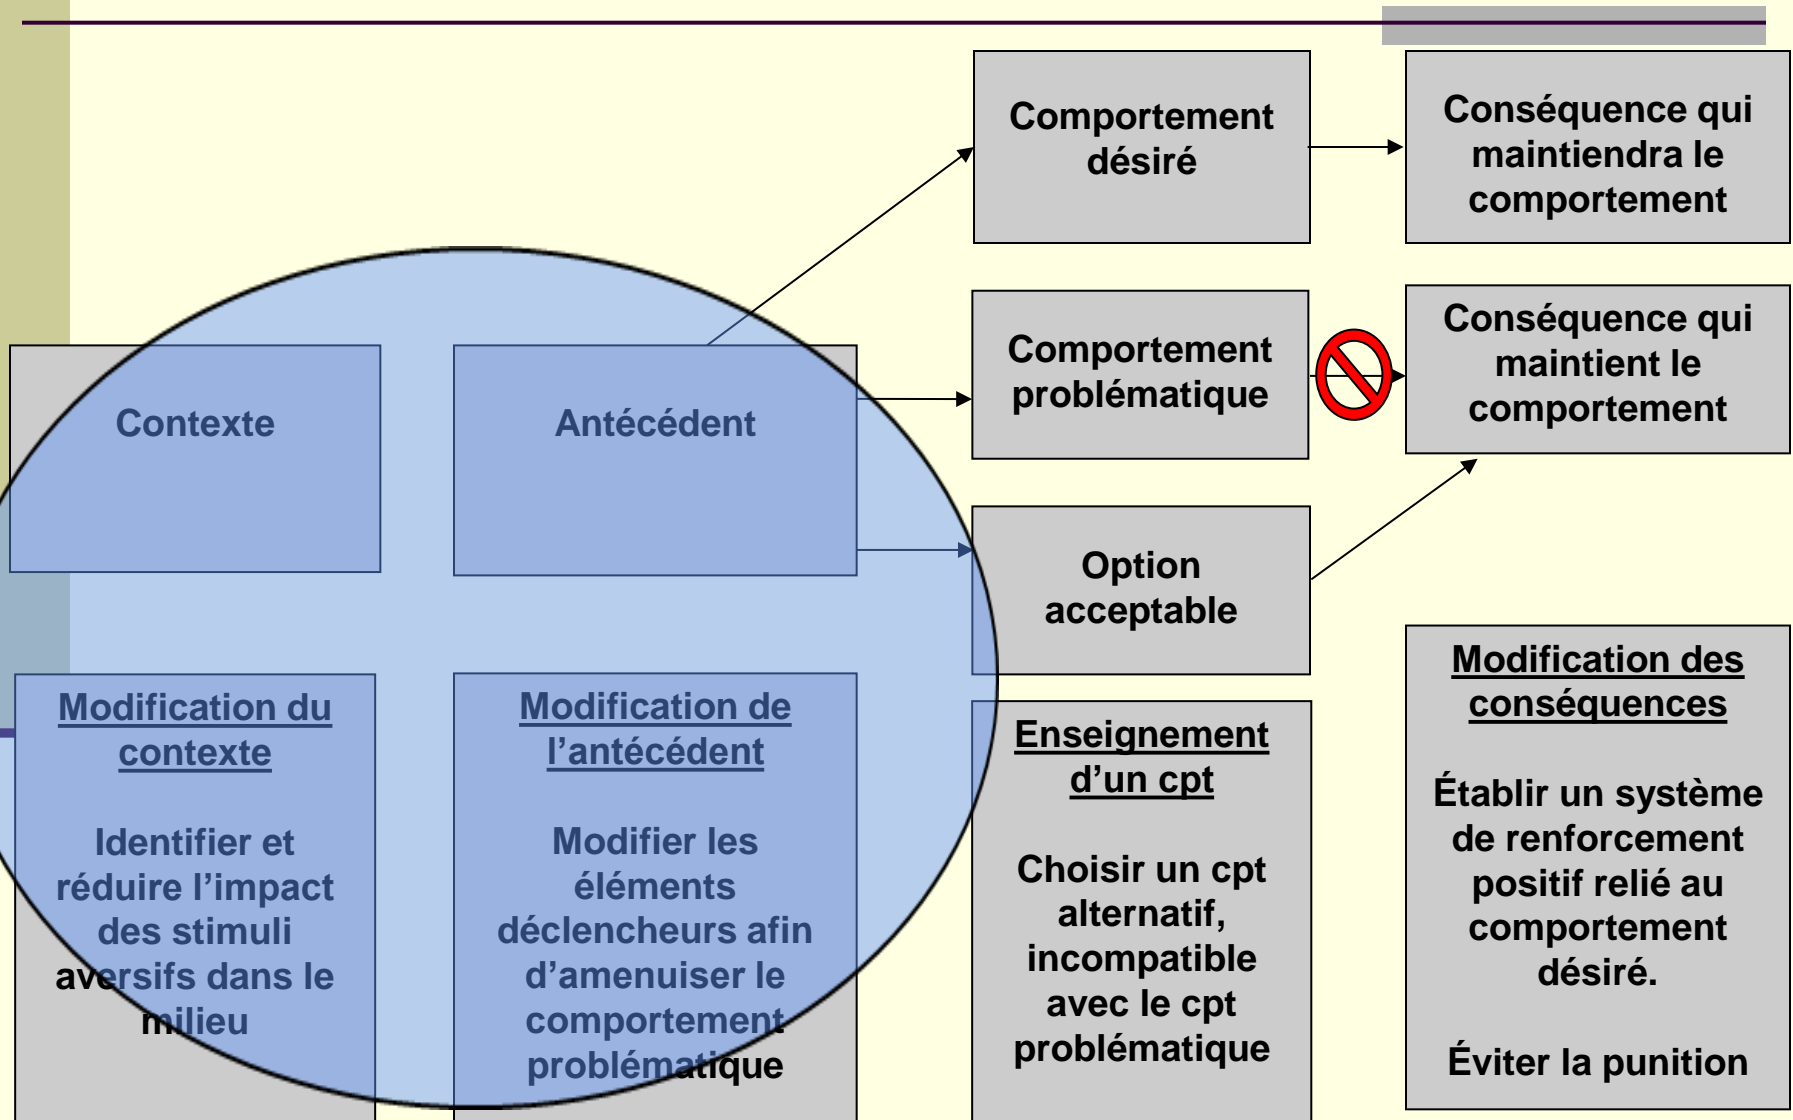 Comportement
désiré
Conséquence qui
maintiendra le
comportement
Contexte
Antécédent
Comportement
problématique
Conséquence qui
maintient le
comportement
Option
acceptable
Modification du
contexte
Identifier et
réduire l’impact
des stimuli
aversifs dans le
milieu
Modification de
l’antécédent
Modifier les
éléments
déclencheurs afin
d’amenuiser le
comportement
problématique
Enseignement
d’un cpt
Choisir un cpt
alternatif,
incompatible
avec le cpt
problématique
Modification des
conséquences
Établir un système
de renforcement
positif relié au
comportement
désiré.
Éviter la punition